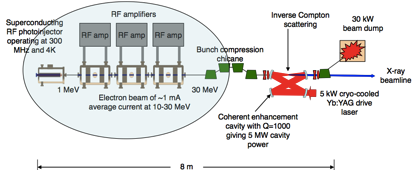 Superconducting
RF photoinjector
operating at 300
MHz and 4K
RF amplifiers
RF amp
RF amp
RF amp
Bunch compression
chicane
Inverse Compton
scattering
30 kW
beam dump
1 MeV
30 MeV
Electron beam of ~1 mA
average current at 10-30 MeV
X-ray
beamline
5 kW cryo-cooled
Yb:YAG drive
laser
Coherent enhancement
cavity with Q=1000
giving 5 MW cavity
power
8 m